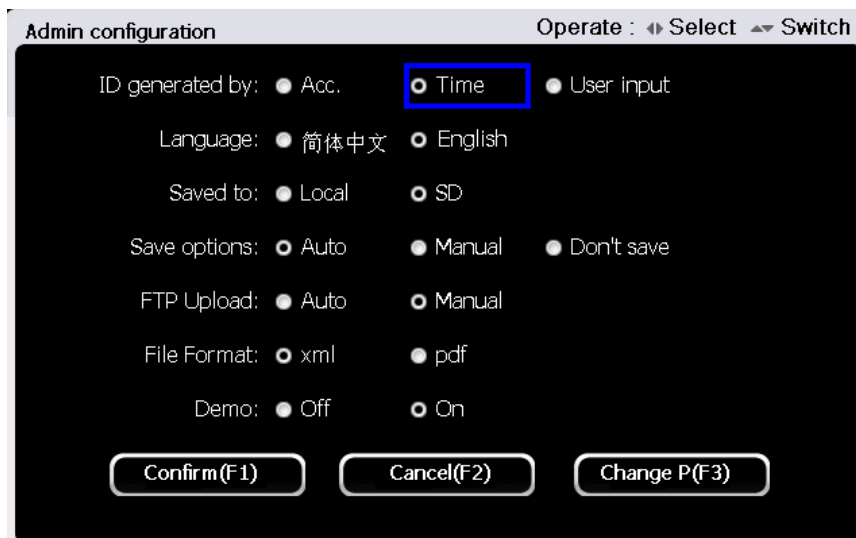 Admin configuration Operate : Select Switch
ID generated by: Acc. Time User input
Language: 简体中文 English
Saved to: Local SD
Save options: Auto Manual Don't save
FTP Upload: Auto Manual
File Format: xml pdf
Demo: Off On
Confirm(F1) Cancel(F2) Change P(F3)